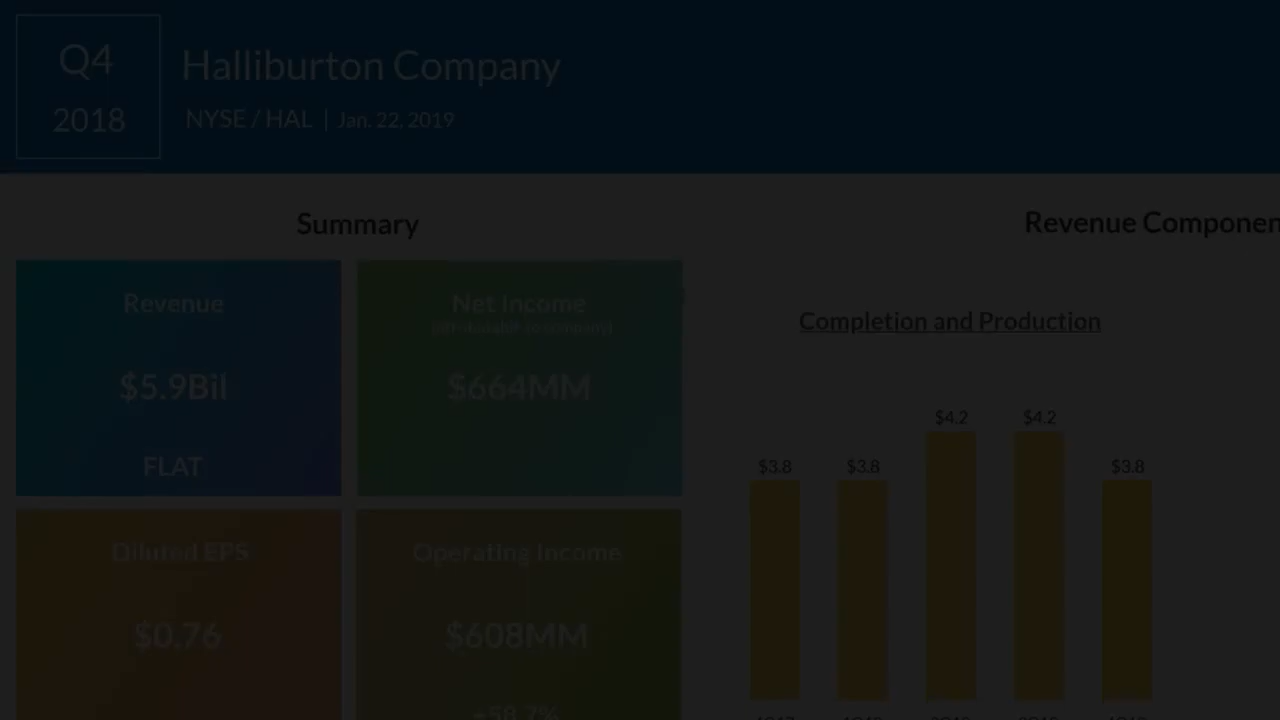 Q4
2018
Halliburton Company
NYSE / HAL | Jan. 22. 2019
Summary
Revenue
$5.9Bil
FLAT
Net Income
$664MM
Diluted EPS
$0.76
Operating Income
$608MM
Revenue Componen
Completion and Production
$3.8
$3.8
$4.2
$4.2
$3.8